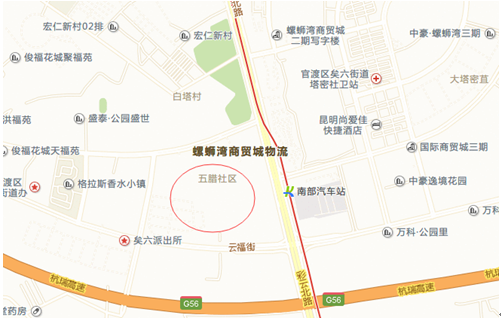 北路
宏仁新村02排
宏仁新村
螺蛳湾商贸城
二期写字楼
中豪·螺蛳湾三期
俊福花城聚福苑
官渡区矣六街道
塔密社卫站
大塔密苴
白塔村
洪福苑
盛泰·公园盛世
昆明尚爱佳
快捷酒店
俊福花城天福苑
螺蛳湾商贸城物流
国际商贸城三期
渡区
街道办
格拉斯香水小镇
五腊社区
南部汽车站
中豪逸境花园
万科
矣六派出所
云福街
万科·公园里
彩云北路
杭瑞高速
杭瑞高速
杭
G56
G56
堂药房